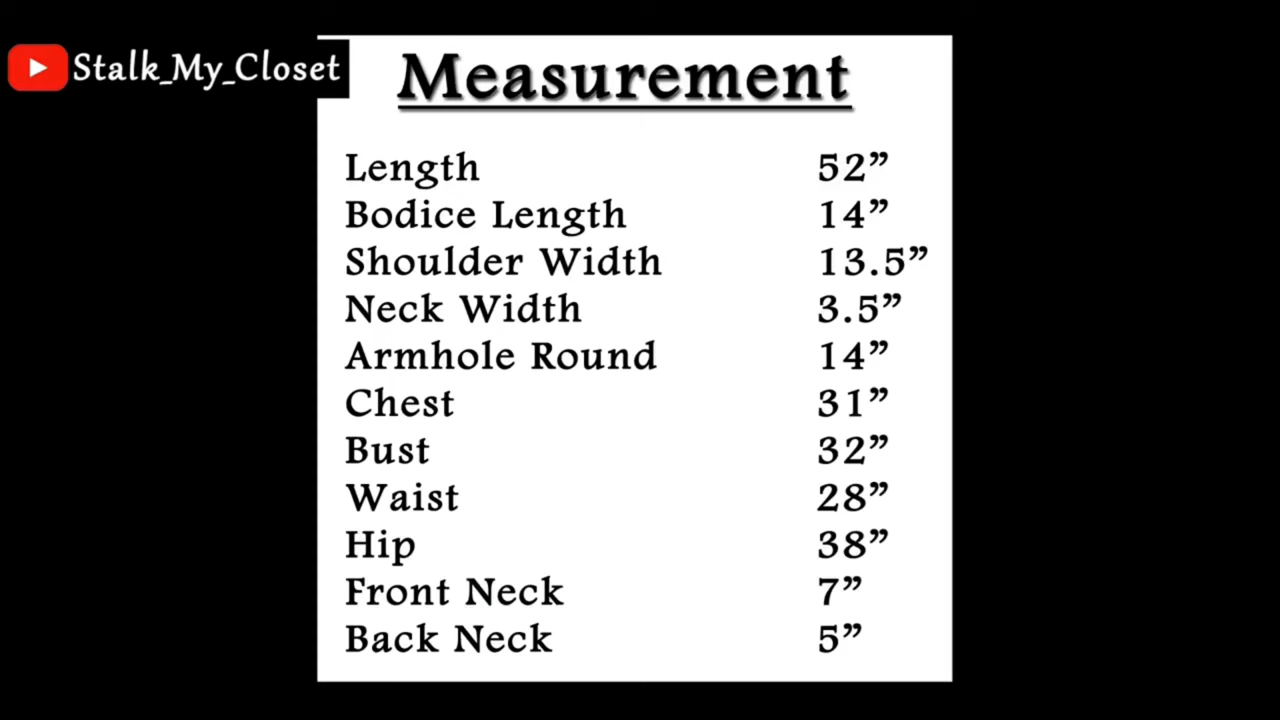 Stalk_My_Closet
Measurement
Length 52”
Bodice Length 14”
Shoulder Width 13.5”
Neck Width 3.5”
Armhole Round 14”
Chest 31”
Bust 32”
Waist 28”
Hip 38”
Front Neck 7”
Back Neck 5”